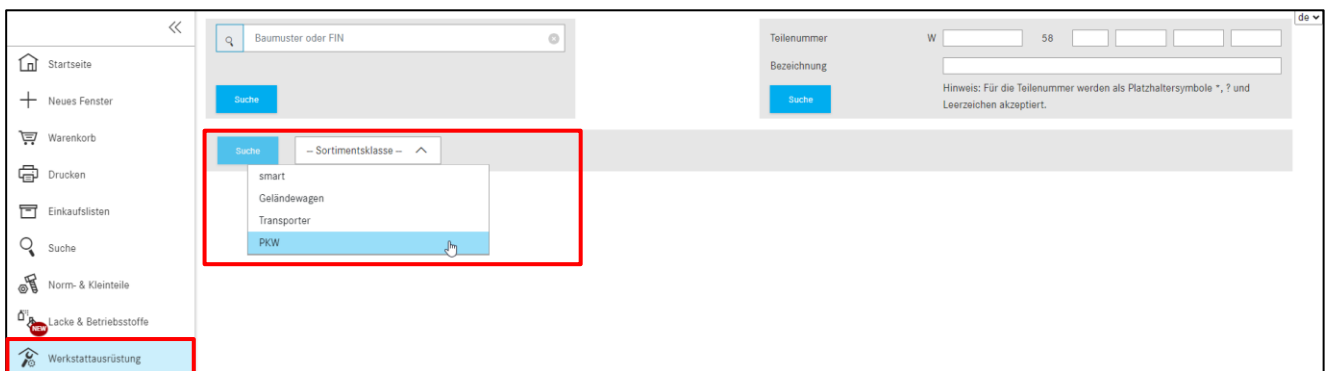 de
Startseite
Neues Fenster
Warenkorb
Drucken
Einkaufslisten
Suche
Norm- & Kleinteile
NEW
Lacke & Betriebsstoffe
Werkstattausrüstung
Baumuster oder FIN
Suche
Teilenummer W 58
Bezeichnung
Hinweis: Für die Teilenummer werden als Platzhaltersymbole *, ? und
Leerzeichen akzeptiert.
Suche
Suche -- Sortimentsklasse --
smart
Geländewagen
Transporter
PKW